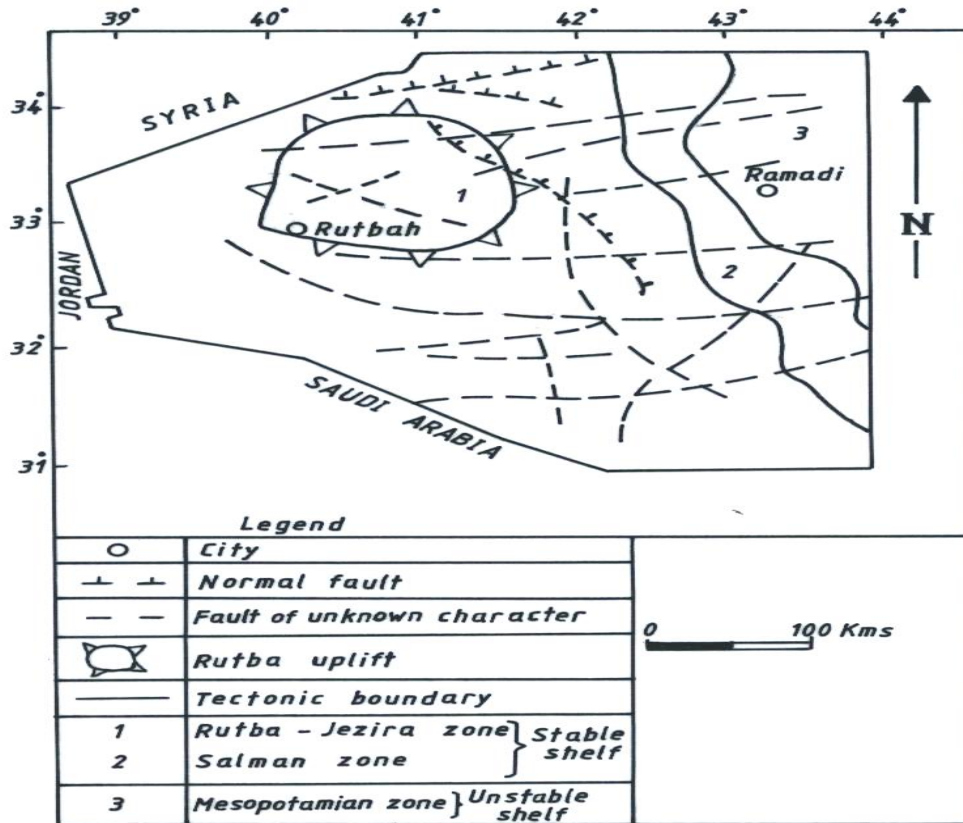 39° 40° 41° 42° 43° 44°
34°
33°
32°
31°
SYRIA
JORDAN
SAUDI ARABIA
N
1
2
3
Ramadi
Rutbah
Legend
City
Normal fault
Fault of unknown character
Rutba uplift
Tectonic boundary
1 Rutba - Jezira zone } Stable shelf
2 Salman zone
3 Mesopotamian zone } Unstable shelf
0 100 Kms